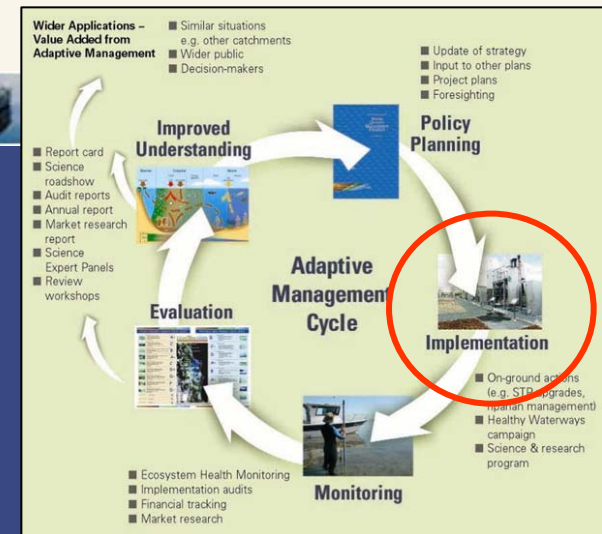 Wider Applications –
Value Added from
Adaptive Management
■ Similar situations
e.g. other catchments
■ Wider public
■ Decision-makers
■ Update of strategy
■ Input to other plans
■ Project plans
■ Foresighting
Improved
Understanding
Policy
Planning
■ Report card
■ Science
roadshow
■ Audit reports
■ Annual report
■ Market research
report
■ Science
Expert Panels
■ Review
workshops
Adaptive
Management
Cycle
Evaluation
Implementation
■ On-ground actions
(e.g. STP upgrades,
riparian management)
■ Healthy Waterways
campaign
■ Science & research
program
■ Ecosystem Health Monitoring
■ Implementation audits
■ Financial tracking
■ Market research
Monitoring